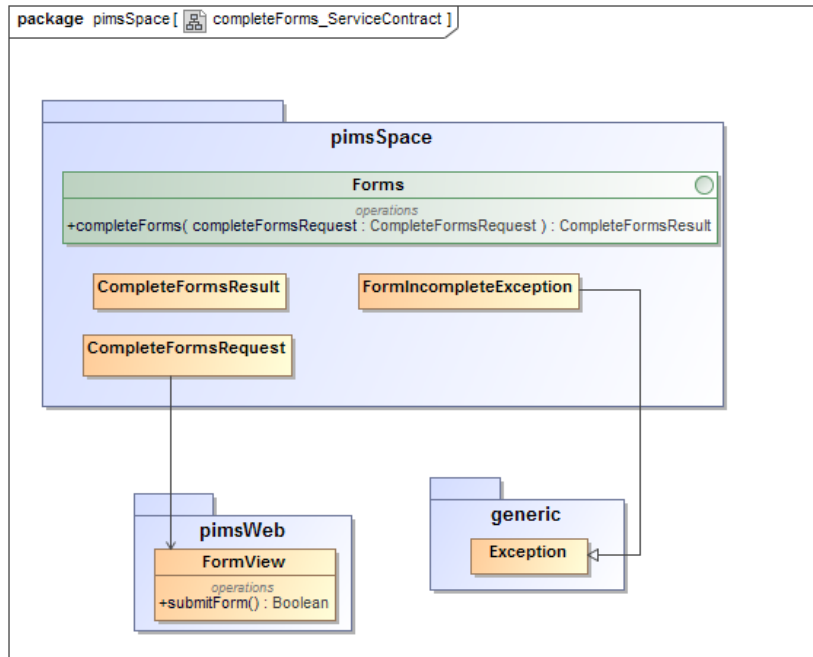 package pimsSpace [ completeForms_ServiceContract ]
pimsSpace
Forms
operations
+completeForms( completeFormsRequest : CompleteFormsRequest ) : CompleteFormsResult
CompleteFormsResult
FormIncompleteException
CompleteFormsRequest
pimsWeb
FormView
operations
+submitForm() : Boolean
generic
Exception